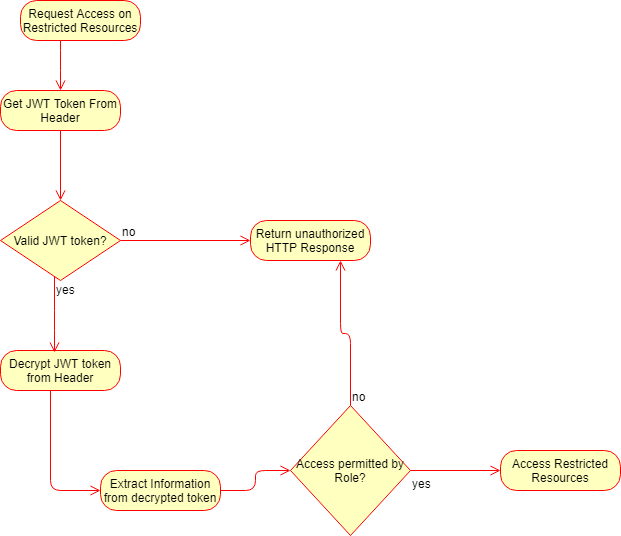 Request Access on
Restricted Resources
Get JWT Token From
Header
Valid JWT token?
no
Return unauthorized
HTTP Response
yes
Decrypt JWT token
from Header
Extract Information
from decrypted token
no
Access permitted by
Role?
yes
Access Restricted
Resources